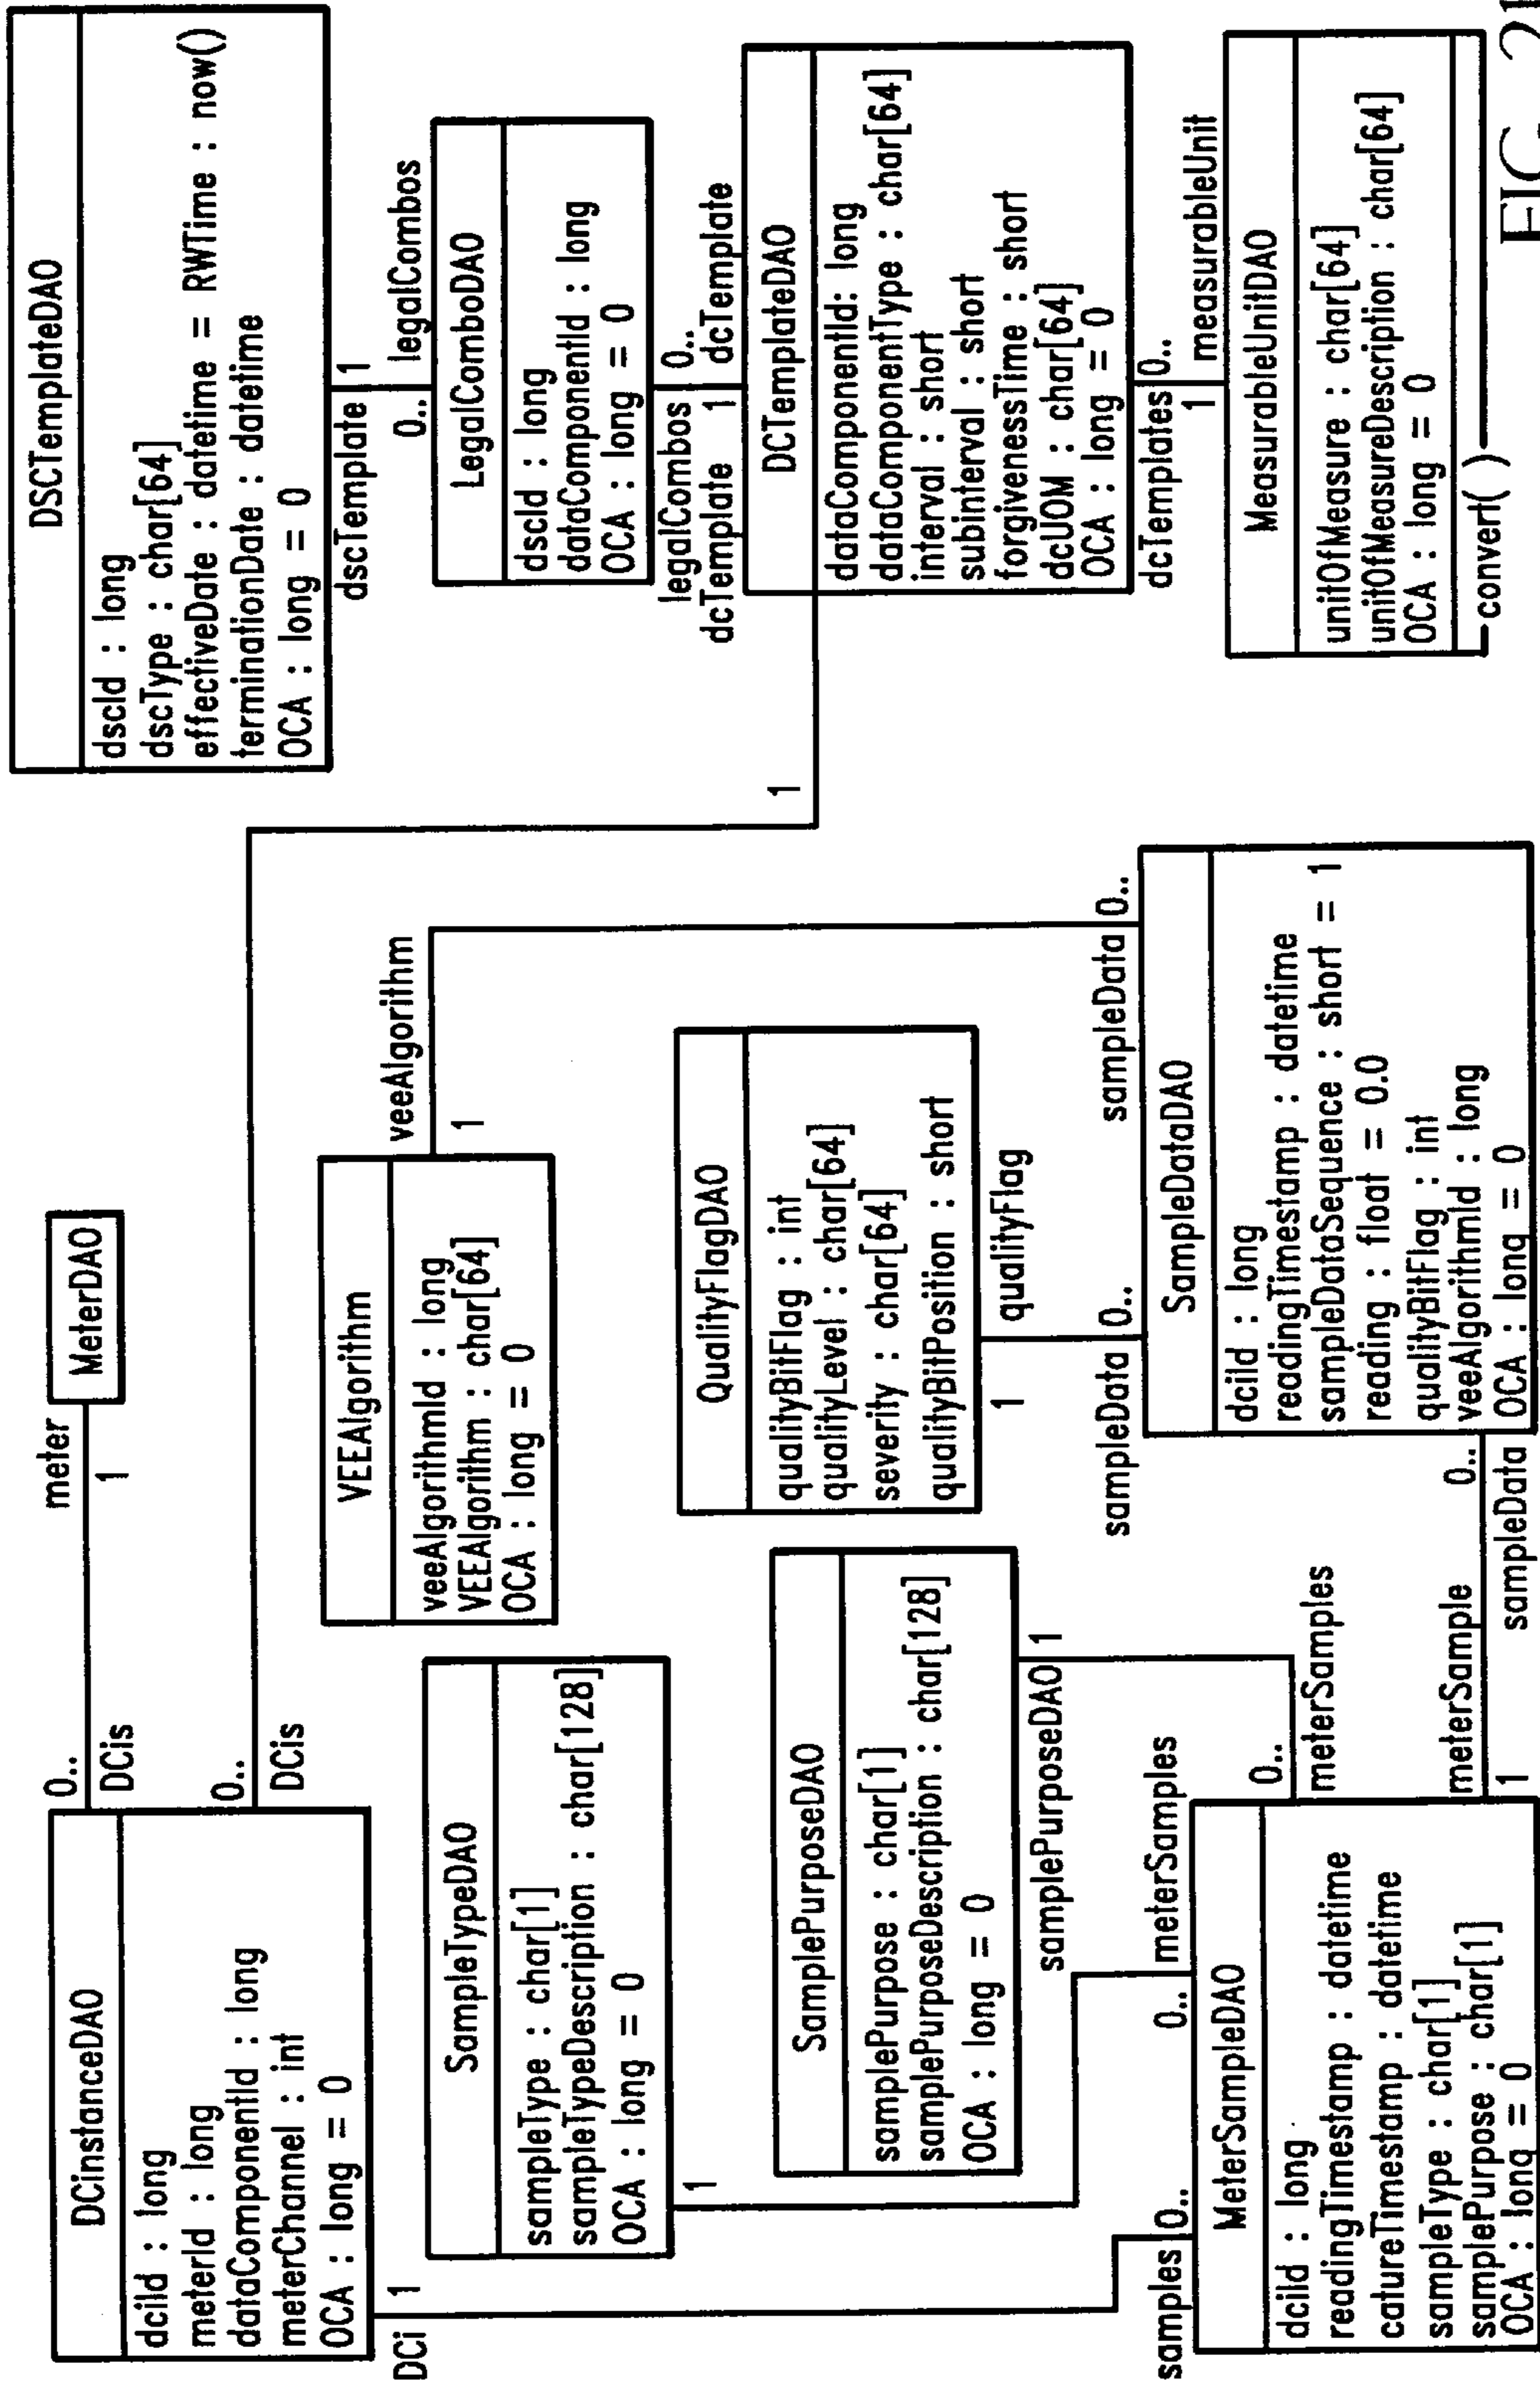 DCinstanceDAO
dciId : long
meterId : long
dataComponentId : long
meterChannel : int
OCA : long = 0
0..
DCis
meter
1
MeterDAO
0..
DCis
1
DCi
1
SampleTypeDAO
sampleType : char[1]
sampleTypeDescription : char[128]
OCA : long = 0
1
VEEAlgorithm
veeAlgorithmId : long
VEEAlgorithm : char[64]
OCA : long = 0
veeAlgorithm
1
SamplePurposeDAO
samplePurpose : char[1]
samplePurposeDescription : char[128]
OCA : long = 0
samplePurposeDAO
1
QualityFlagDAO
qualityBitFlag : int
qualityLevel : char[64]
severity : char[64]
qualityBitPosition : short
1
qualityFlag
samples
0..
0..
meterSamples
0..
meterSamples
MeterSampleDAO
dciId : long
readingTimestamp : datetime
catureTimestamp : datetime
sampleType : char[1]
samplePurpose : char[1]
OCA : long = 0
meterSample
1
0..
sampleData
sampleData
0..
sampleData
0..
SampleDataDAO
dciId : long
readingTimestamp : datetime
sampleDataSequence : short = 1
reading : float = 0.0
qualityBitFlag : int
veeAlgorithmId : long
OCA : long = 0
DSCTemplateDAO
dscId : long
dscType : char[64]
effectiveDate : datetime = RWTime : now()
terminationDate : datetime
OCA : long = 0
dscTemplate
1
0..
legalCombos
LegalComboDAO
dscId : long
dataComponentId : long
OCA : long = 0
legalCombos
0..
dcTemplate
1
dcTemplate
DCTemplateDAO
dataComponentId: long
dataComponentType : char[64]
interval : short
subinterval : short
forgivenessTime : short
dcUOM : char[64]
OCA : long = 0
dcTemplates
0..
1
measurableUnit
MeasurableUnitDAO
unitOfMeasure : char[64]
unitOfMeasureDescription : char[64]
OCA : long = 0
convert( )